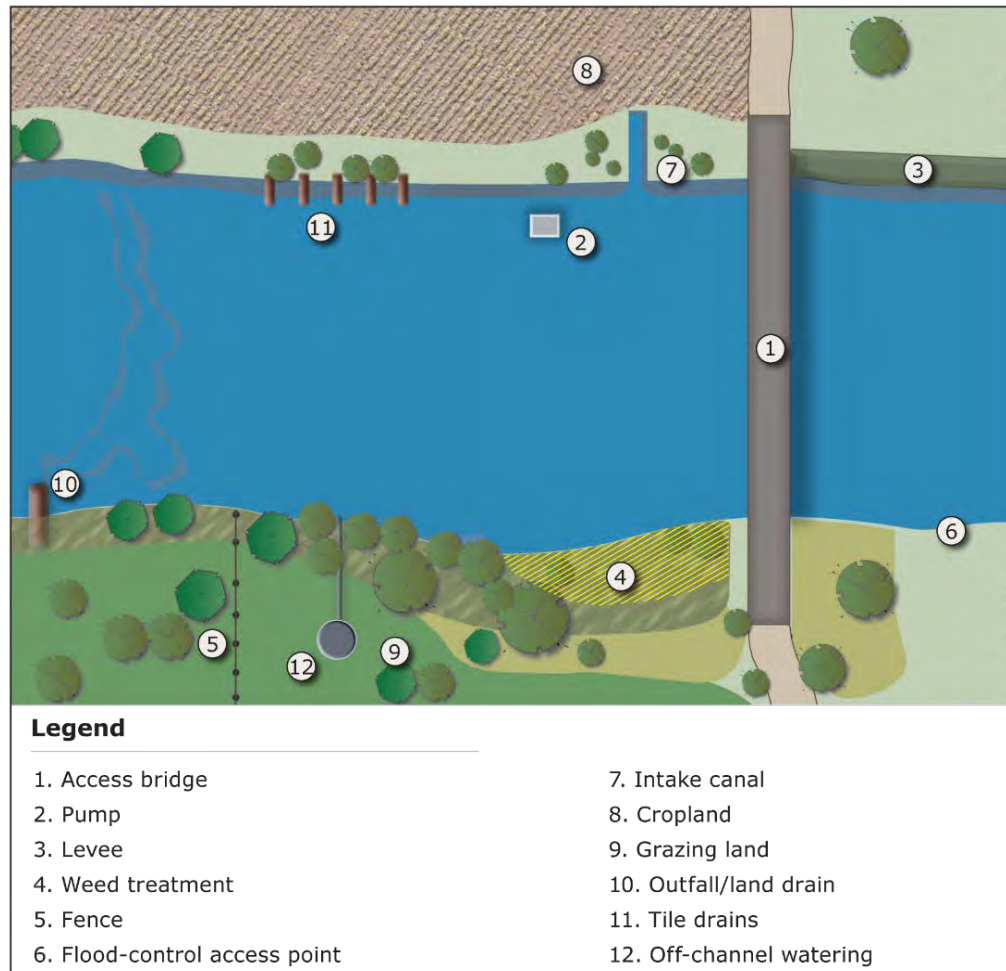 8
7
3
11
2
1
10
6
4
5
12
9
Legend
1. Access bridge
2. Pump
3. Levee
4. Weed treatment
5. Fence
6. Flood-control access point
7. Intake canal
8. Cropland
9. Grazing land
10. Outfall/land drain
11. Tile drains
12. Off-channel watering